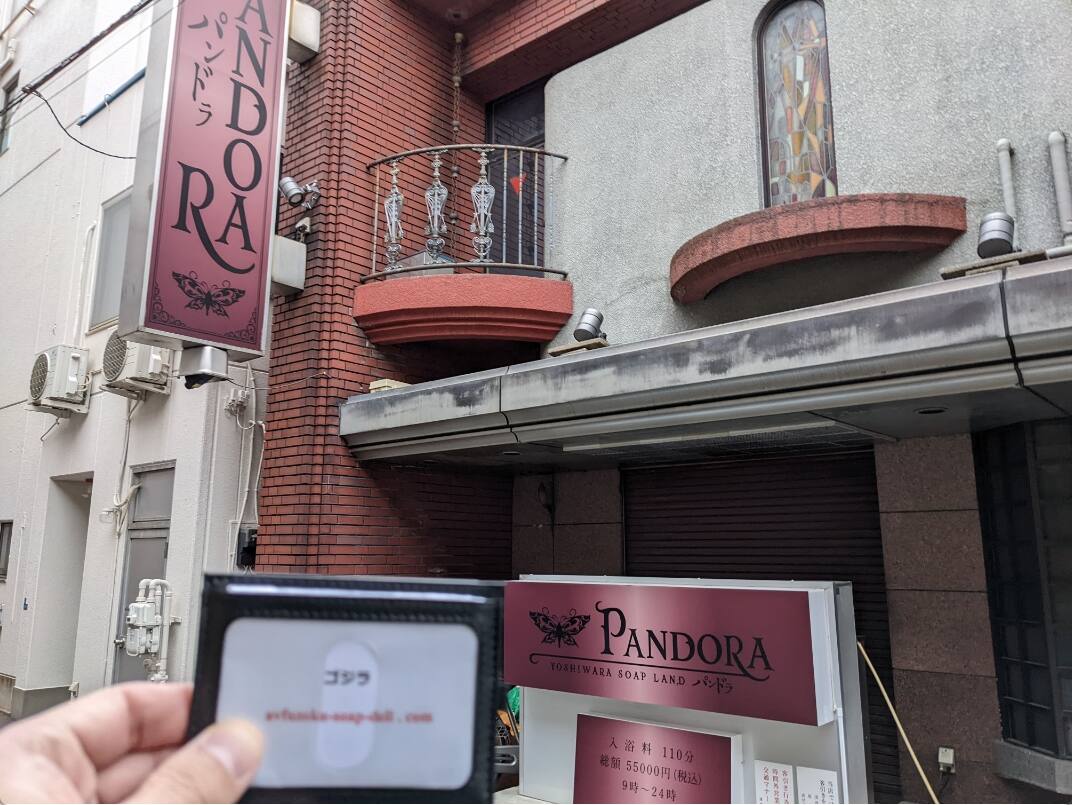 PANDORA
パンドラ
ゴジラ
PANDORA
YOSHIWARA SOAP LAND パンドラ
入浴料 110分
総額 55000円(税込)
9時~24時